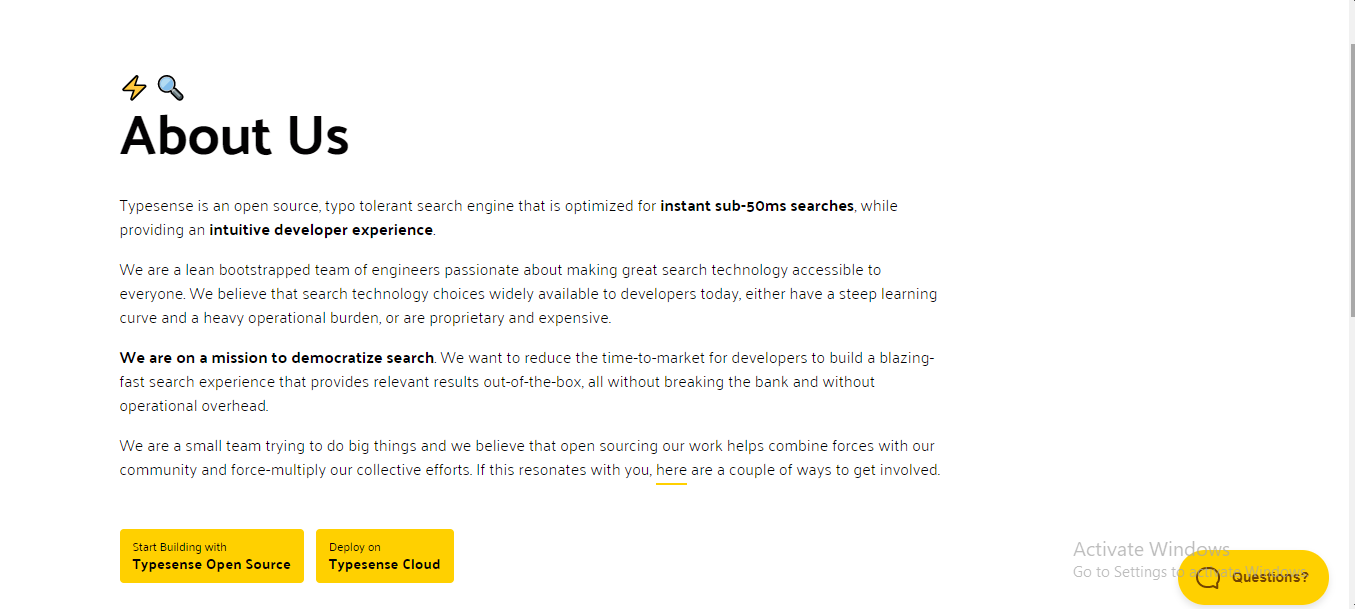 About Us
Typesense is an open source, typo tolerant search engine that is optimized for instant sub-50ms searches, while
providing an intuitive developer experience.
We are a lean bootstrapped team of engineers passionate about making great search technology accessible to
everyone. We believe that search technology choices widely available to developers today, either have a steep learning
curve and a heavy operational burden, or are proprietary and expensive.
We are on a mission to democratize search. We want to reduce the time-to-market for developers to build a blazing-
fast search experience that provides relevant results out-of-the-box, all without breaking the bank and without
operational overhead.
We are a small team trying to do big things and we believe that open sourcing our work helps combine forces with our
community and force-multiply our collective efforts. If this resonates with you, here are a couple of ways to get involved.
Start Building with
Typesense Open Source
Deploy on
Typesense Cloud
Activate Windows
Go to Settings to activate Windows.
Questions?